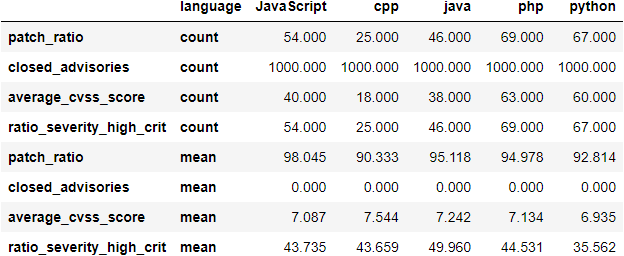 language JavaScript cpp java php python
patch_ratio count 54.000 25.000 46.000 69.000 67.000
closed_advisories count 1000.000 1000.000 1000.000 1000.000 1000.000
average_cvss_score count 40.000 18.000 38.000 63.000 60.000
ratio_severity_high_crit count 54.000 25.000 46.000 69.000 67.000
patch_ratio mean 98.045 90.333 95.118 94.978 92.814
closed_advisories mean 0.000 0.000 0.000 0.000 0.000
average_cvss_score mean 7.087 7.544 7.242 7.134 6.935
ratio_severity_high_crit mean 43.735 43.659 49.960 44.531 35.562